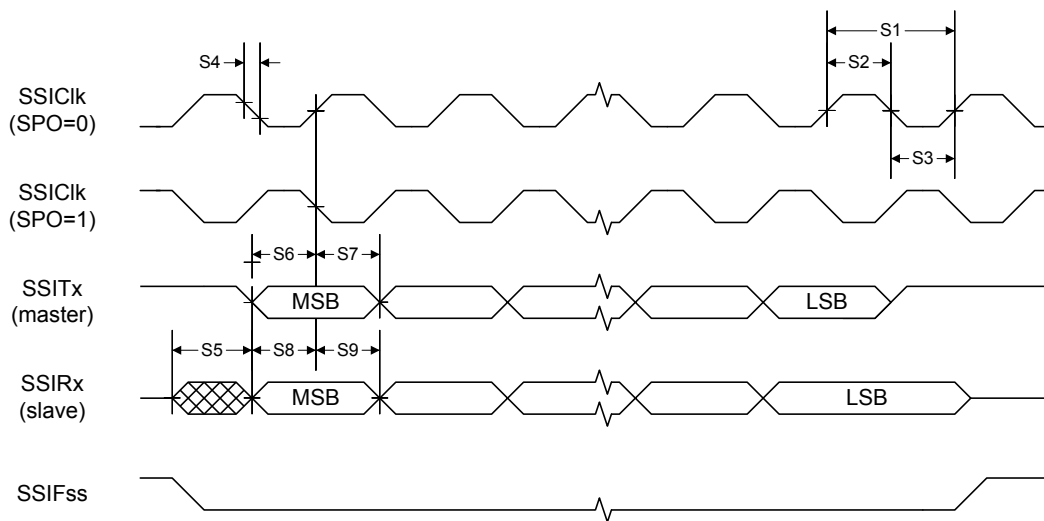 S1
S4
S2
SSIClk
(SPO=0)
S3
SSIClk
(SPO=1)
S6
S7
SSITx
(master)
MSB
LSB
S5
S8
S9
SSIRx
(slave)
MSB
LSB
SSIFss